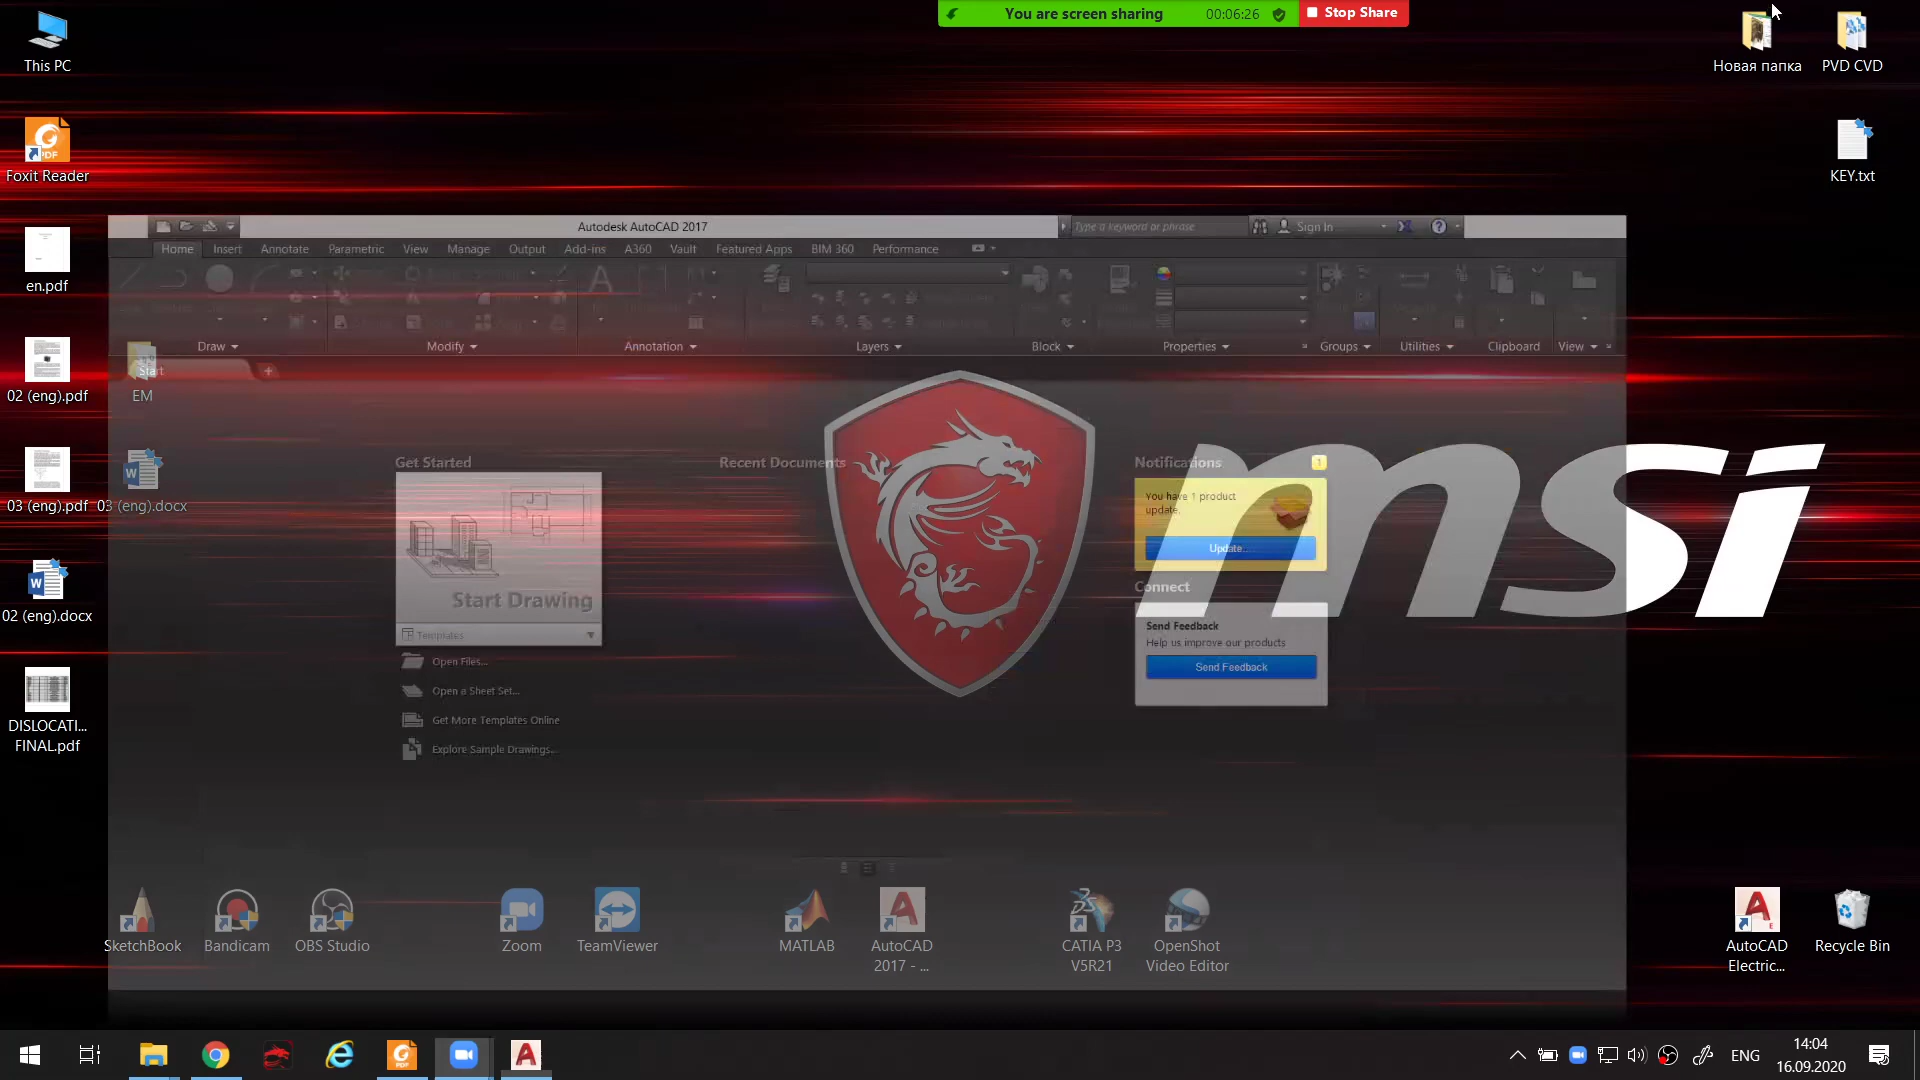 You are screen sharing 00:06:26 Stop Share
This PC
Новая папка
PVD CVD
Foxit Reader
KEY.txt
Autodesk AutoCAD 2017
Type a keyword or phrase
Sign In
Home Insert Annotate Parametric View Manage Output Add-ins A360 Vault Featured Apps BIM 360 Performance
en.pdf
Draw Modify Annotation Layers Block Properties Groups Utilities Clipboard View
Start
02 (eng).pdf
EM
Get Started
Recent Documents
Notifications
1
You have 1 product
update.
Update
msi
03 (eng).pdf
03 (eng).docx
Connect
Start Drawing
Templates
Send Feedback
Help us improve our products
Send Feedback
02 (eng).docx
Open Files...
Open a Sheet Set...
Get More Templates Online
Explore Sample Drawings...
DISLOCATI...
FINAL.pdf
SketchBook
Bandicam
OBS Studio
Zoom
TeamViewer
MATLAB
AutoCAD
2017 - ...
CATIA P3
V5R21
OpenShot
Video Editor
AutoCAD
Electric...
Recycle Bin
ENG
14:04
16.09.2020